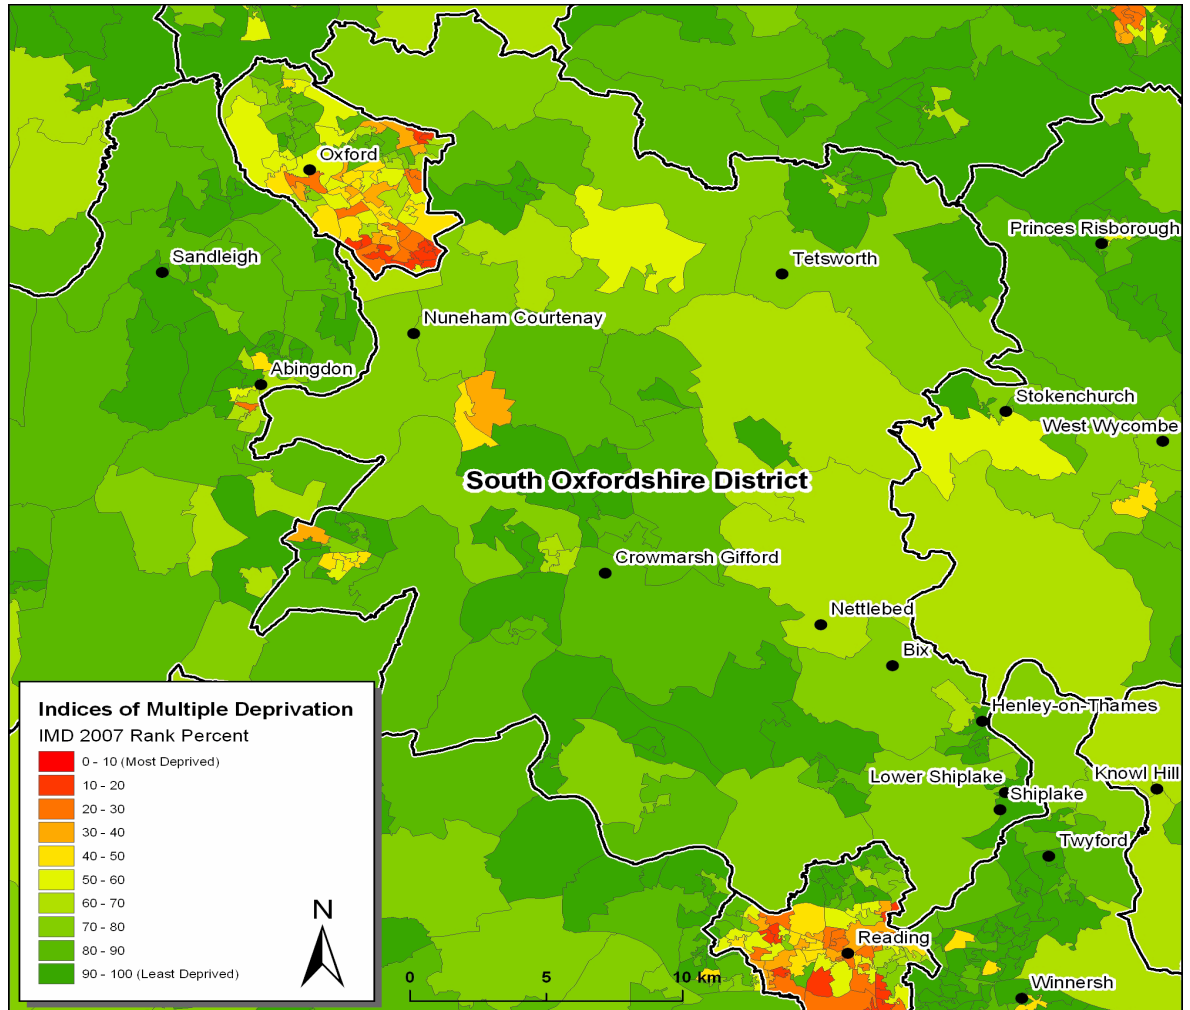 Oxford
Princes Risborough
Sandleigh
Tetsworth
Nuneham Courtenay
Abingdon
Stokenchurch
West Wycombe
South Oxfordshire District
Crowmarsh Gifford
Nettlebed
Bix
Henley-on-Thames
Lower Shiplake
Knowl Hill
Shiplake
Twyford
Reading
Winnersh
Indices of Multiple Deprivation
IMD 2007 Rank Percent
0 - 10 (Most Deprived)
10 - 20
20 - 30
30 - 40
40 - 50
50 - 60
60 - 70
70 - 80
80 - 90
90 - 100 (Least Deprived)
N
0 5 10 km